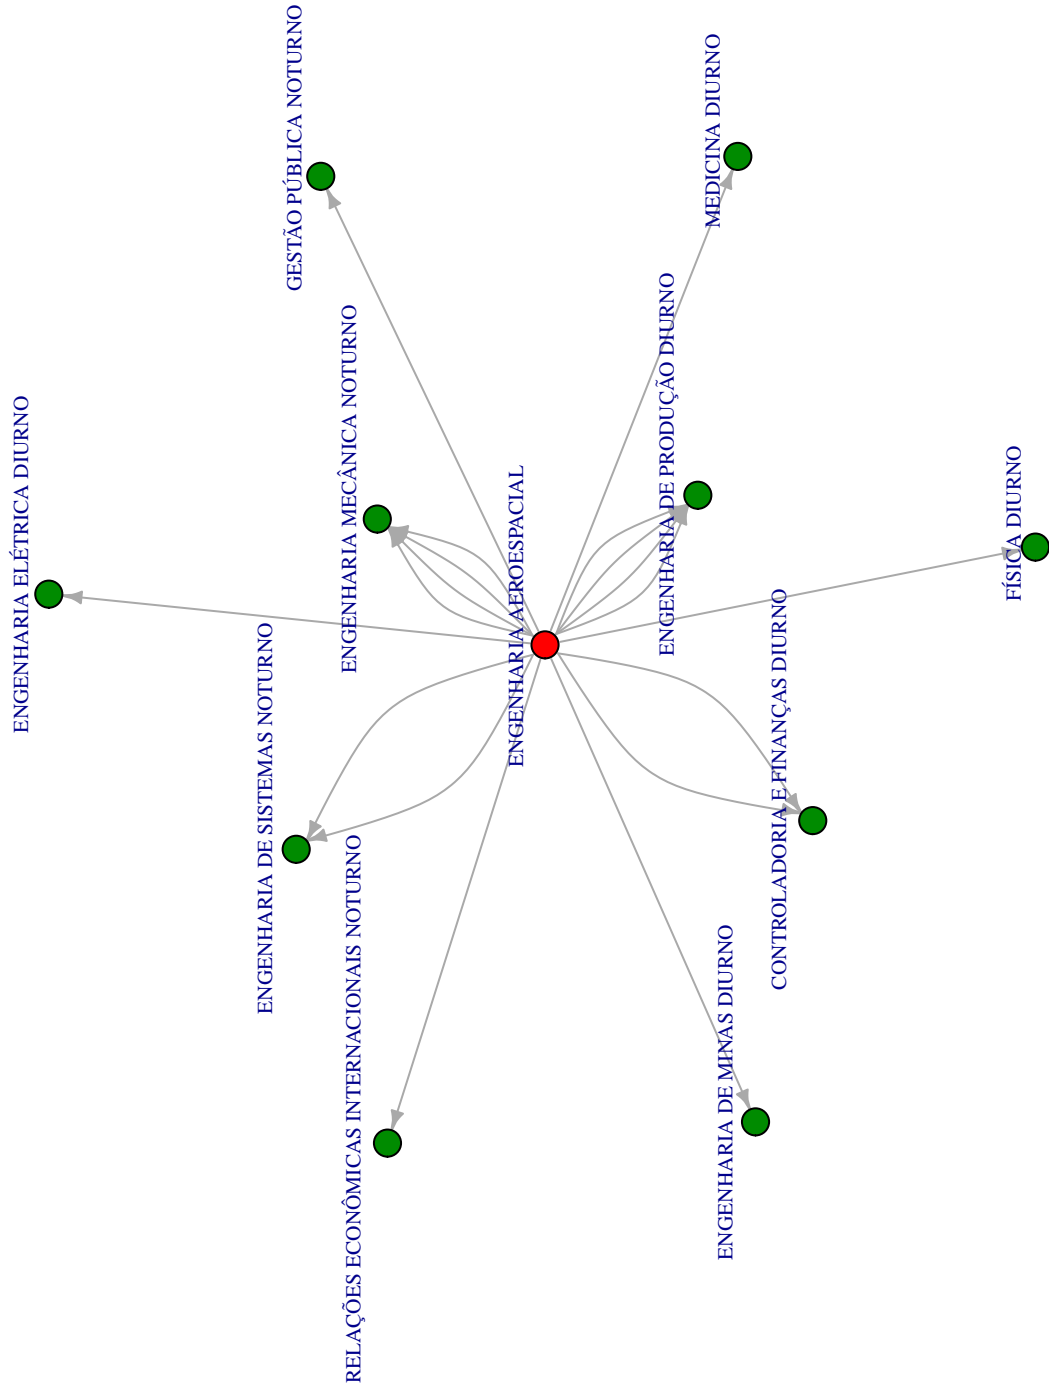 GESTÃO PÚBLICA NOTURNO
MEDICINA DIURNO
ENGENHARIA MECÂNICA NOTURNO
ENGENHARIA DE PRODUÇÃO DIURNO
ENGENHARIA ELÉTRICA DIURNO
ENGENHARIA AEROESPACIAL
FÍSICA DIURNO
ENGENHARIA DE SISTEMAS NOTURNO
CONTROLADORIA E FINANÇAS DIURNO
RELAÇÕES ECONÔMICAS INTERNACIONAIS NOTURNO
ENGENHARIA DE MINAS DIURNO